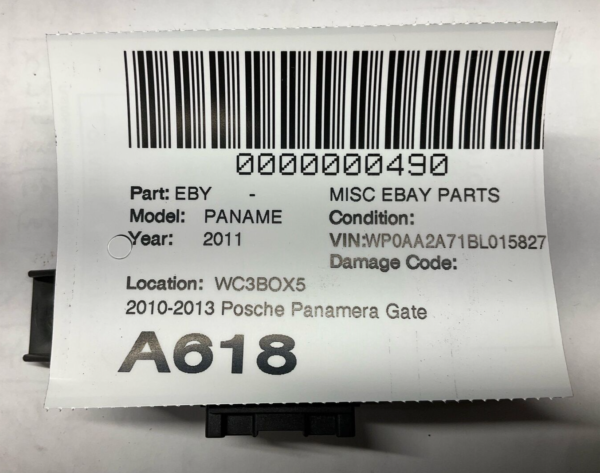 0000000490
Part: EBY - MISC EBAY PARTS
Model: PANAME Condition:
Year: 2011 VIN:WP0AA2A71BL015827
Damage Code:
Location: WC3BOX5
2010-2013 Posche Panamera Gate
A618